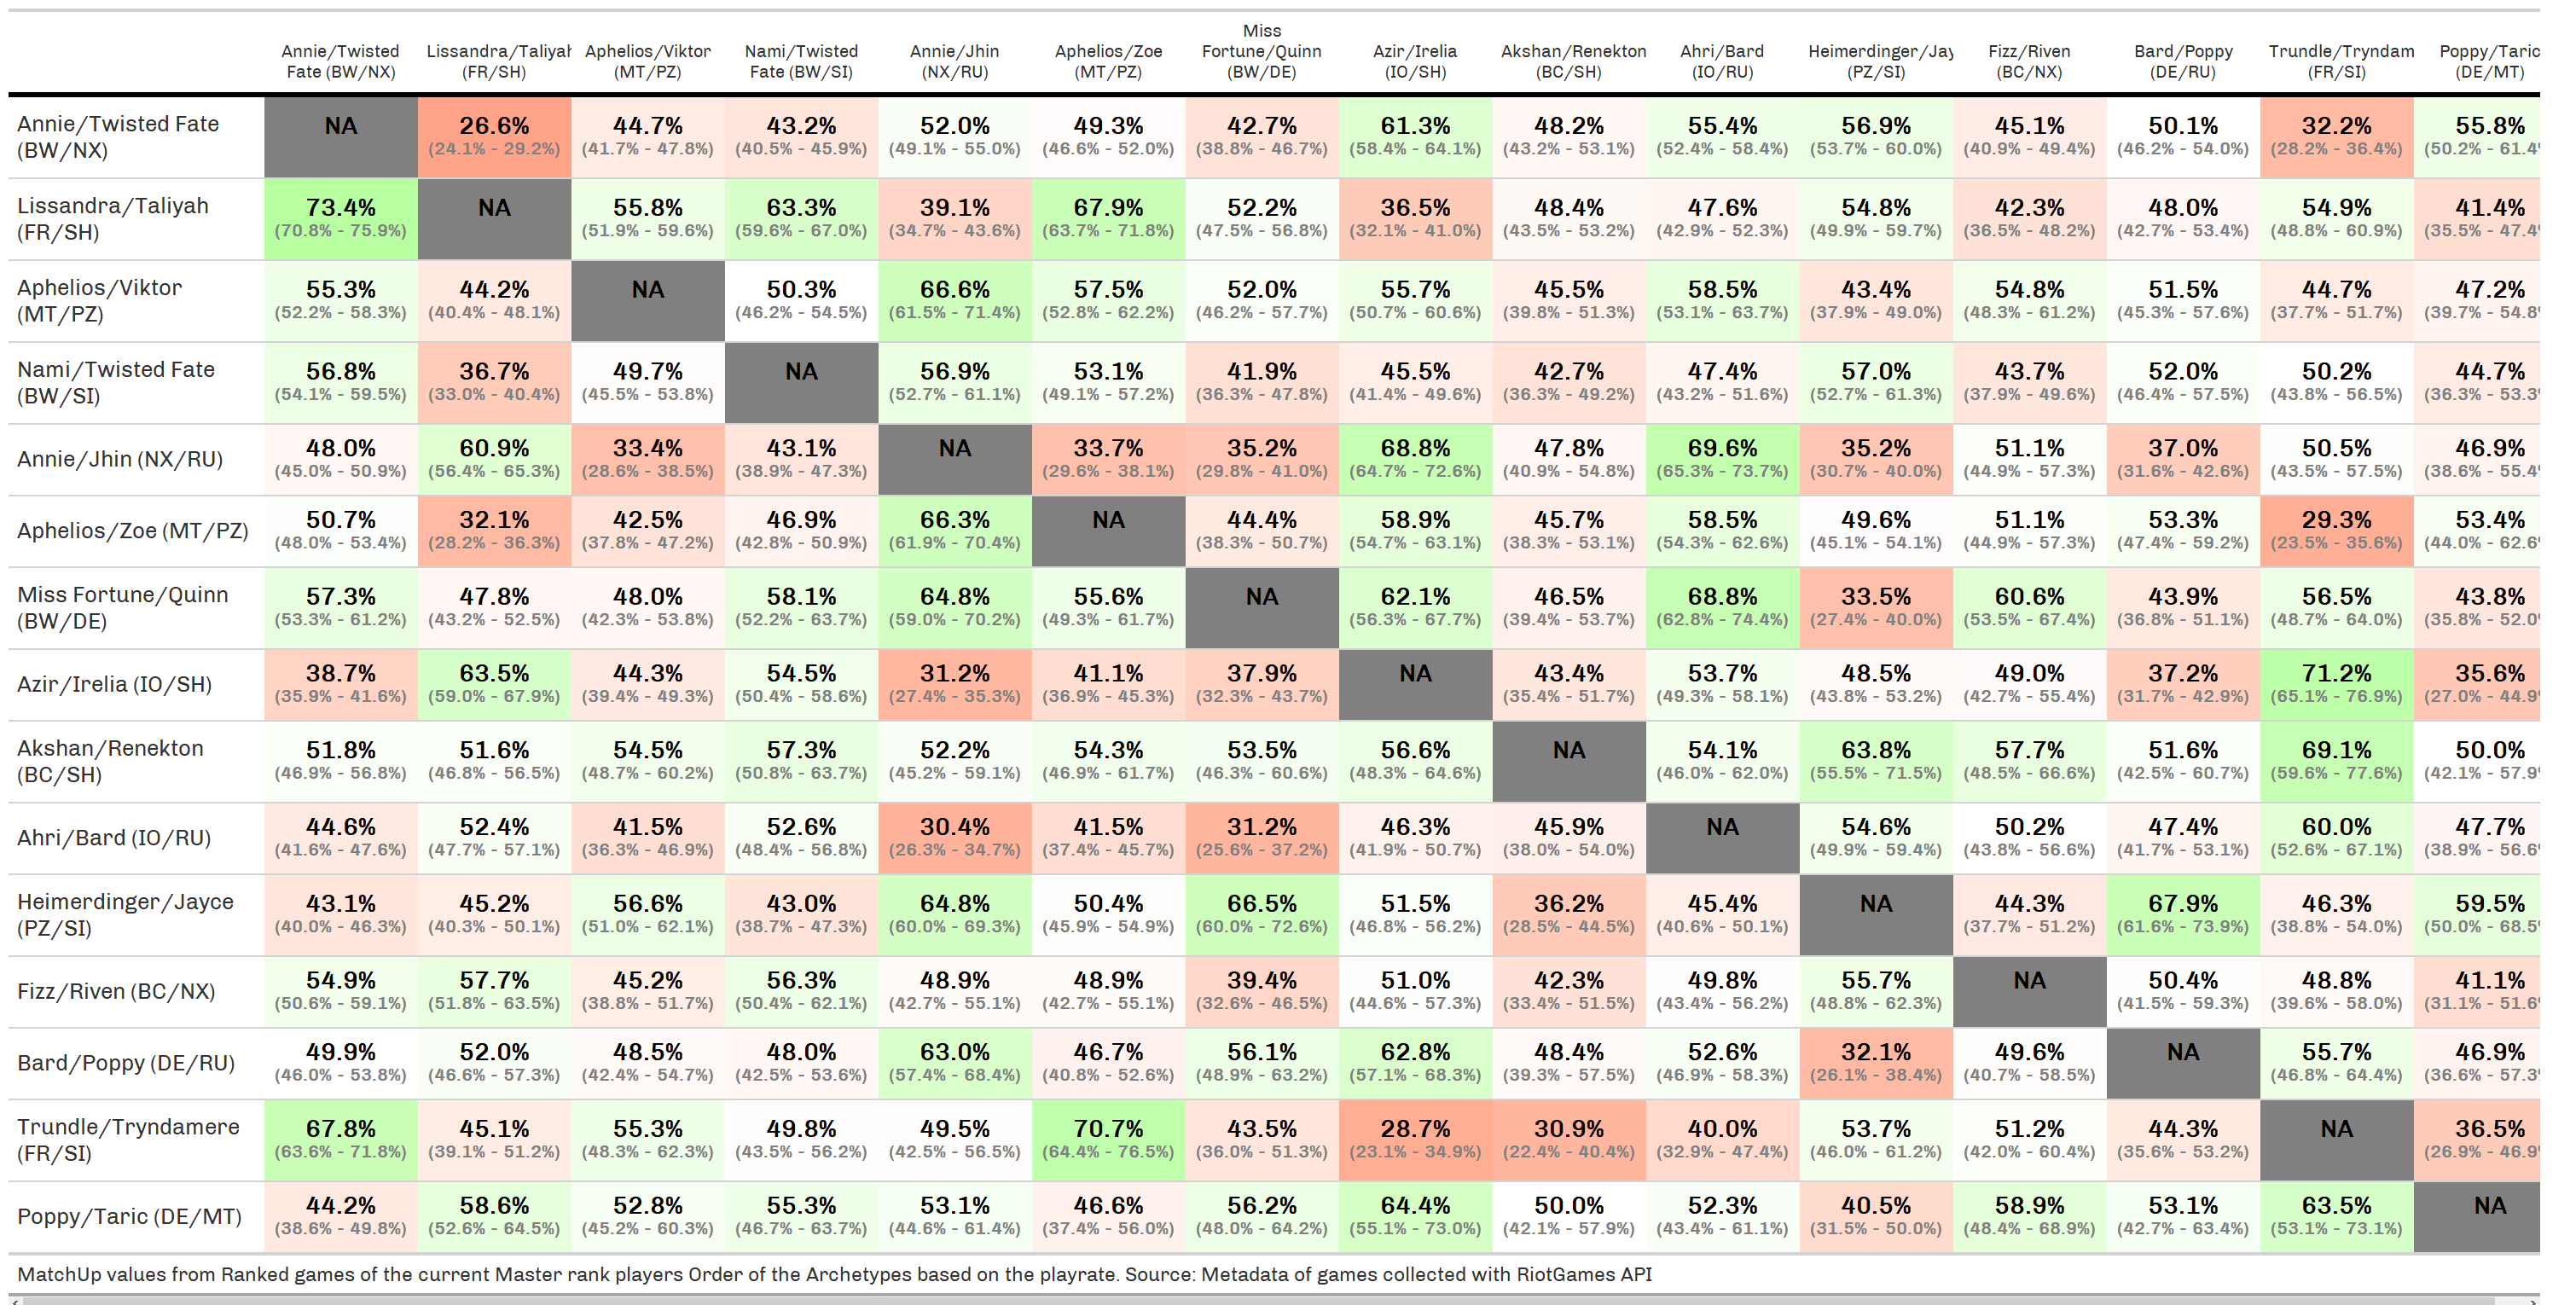 Miss
Annie/Twisted Lissandra/Taliyah Aphelios/Viktor Nami/Twisted Annie/Jhin Aphelios/Zoe Fortune/Quinn Azir/Irelia Akshan/Renekton Ahri/Bard Heimerdinger/Jay Fizz/Riven Bard/Poppy Trundle/Tryndam Poppy/Taric
Fate (BW/NX) (FR/SH) (MT/PZ) Fate (BW/SI) (NX/RU) (MT/PZ) (BW/DE) (IO/SH) (BC/SH) (IO/RU) (PZ/SI) (BC/NX) (DE/RU) (FR/SI) (DE/MT)
Annie/Twisted Fate NA 26.6% 44.7% 43.2% 52.0% 49.3% 42.7% 61.3% 48.2% 55.4% 56.9% 45.1% 50.1% 32.2% 55.8%
(BW/NX) (24.1% - 29.2%) (41.7% - 47.8%) (40.5% - 45.9%) (49.1% - 55.0%) (46.6% - 52.0%) (38.8% - 46.7%) (58.4% - 64.1%) (43.2% - 53.1%) (52.4% - 58.4%) (53.7% - 60.0%) (40.9% - 49.4%) (46.2% - 54.0%) (28.2% - 36.4%) (50.2% - 61.4%
Lissandra/Taliyah 73.4% NA 55.8% 63.3% 39.1% 67.9% 52.2% 36.5% 48.4% 47.6% 54.8% 42.3% 48.0% 54.9% 41.4%
(FR/SH) (70.8% - 75.9%) (51.9% - 59.6%) (59.6% - 67.0%) (34.7% - 43.6%) (63.7% - 71.8%) (47.5% - 56.8%) (32.1% - 41.0%) (43.5% - 53.2%) (42.9% - 52.3%) (49.9% - 59.7%) (36.5% - 48.2%) (42.7% - 53.4%) (48.8% - 60.9%) (35.5% - 47.4%
Aphelios/Viktor 55.3% 44.2% NA 50.3% 66.6% 57.5% 52.0% 55.7% 45.5% 58.5% 43.4% 54.8% 51.5% 44.7% 47.2%
(MT/PZ) (52.2% - 58.3%) (40.4% - 48.1%) (46.2% - 54.5%) (61.5% - 71.4%) (52.8% - 62.2%) (46.2% - 57.7%) (50.7% - 60.6%) (39.8% - 51.3%) (53.1% - 63.7%) (37.9% - 49.0%) (48.3% - 61.2%) (45.3% - 57.6%) (37.7% - 51.7%) (39.7% - 54.8%
Nami/Twisted Fate 56.8% 36.7% 49.7% NA 56.9% 53.1% 41.9% 45.5% 42.7% 47.4% 57.0% 43.7% 52.0% 50.2% 44.7%
(BW/SI) (54.1% - 59.5%) (33.0% - 40.4%) (45.5% - 53.8%) (52.7% - 61.1%) (49.1% - 57.2%) (36.3% - 47.8%) (41.4% - 49.6%) (36.3% - 49.2%) (43.2% - 51.6%) (52.7% - 61.3%) (37.9% - 49.6%) (46.4% - 57.5%) (43.8% - 56.5%) (36.3% - 53.3%
Annie/Jhin (NX/RU) 48.0% 60.9% 33.4% 43.1% NA 33.7% 35.2% 68.8% 47.8% 69.6% 35.2% 51.1% 37.0% 50.5% 46.9%
(45.0% - 50.9%) (56.4% - 65.3%) (28.6% - 38.5%) (38.9% - 47.3%) (29.6% - 38.1%) (29.8% - 41.0%) (64.7% - 72.6%) (40.9% - 54.8%) (65.3% - 73.7%) (30.7% - 40.0%) (44.9% - 57.3%) (31.6% - 42.6%) (43.5% - 57.5%) (38.6% - 55.4%
Aphelios/Zoe (MT/PZ) 50.7% 32.1% 42.5% 46.9% 66.3% NA 44.4% 58.9% 45.7% 58.5% 49.6% 51.1% 53.3% 29.3% 53.4%
(48.0% - 53.4%) (28.2% - 36.3%) (37.8% - 47.2%) (42.8% - 50.9%) (61.9% - 70.4%) (38.3% - 50.7%) (54.7% - 63.1%) (38.3% - 53.1%) (54.3% - 62.6%) (45.1% - 54.1%) (44.9% - 57.3%) (47.4% - 59.2%) (23.5% - 35.6%) (44.0% - 62.6%
Miss Fortune/Quinn 57.3% 47.8% 48.0% 58.1% 64.8% 55.6% NA 62.1% 46.5% 68.8% 33.5% 60.6% 43.9% 56.5% 43.8%
(BW/DE) (53.3% - 61.2%) (43.2% - 52.5%) (42.3% - 53.8%) (52.2% - 63.7%) (59.0% - 70.2%) (49.3% - 61.7%) (56.3% - 67.7%) (39.4% - 53.7%) (62.8% - 74.4%) (27.4% - 40.0%) (53.5% - 67.4%) (36.8% - 51.1%) (48.7% - 64.0%) (35.8% - 52.0%
Azir/Irelia (IO/SH) 38.7% 63.5% 44.3% 54.5% 31.2% 41.1% 37.9% NA 43.4% 53.7% 48.5% 49.0% 37.2% 71.2% 35.6%
(35.9% - 41.6%) (59.0% - 67.9%) (39.4% - 49.3%) (50.4% - 58.6%) (27.4% - 35.3%) (36.9% - 45.3%) (32.3% - 43.7%) (35.4% - 51.7%) (49.3% - 58.1%) (43.8% - 53.2%) (42.7% - 55.4%) (31.7% - 42.9%) (65.1% - 76.9%) (27.0% - 44.9%
Akshan/Renekton 51.8% 51.6% 54.5% 57.3% 52.2% 54.3% 53.5% 56.6% NA 54.1% 63.8% 57.7% 51.6% 69.1% 50.0%
(BC/SH) (46.9% - 56.8%) (46.8% - 56.5%) (48.7% - 60.2%) (50.8% - 63.7%) (45.2% - 59.1%) (46.9% - 61.7%) (46.3% - 60.6%) (48.3% - 64.6%) (46.0% - 62.0%) (55.5% - 71.5%) (48.5% - 66.6%) (42.5% - 60.7%) (59.6% - 77.6%) (42.1% - 57.9%
Ahri/Bard (IO/RU) 44.6% 52.4% 41.5% 52.6% 30.4% 41.5% 31.2% 46.3% 45.9% NA 54.6% 50.2% 47.4% 60.0% 47.7%
(41.6% - 47.6%) (47.7% - 57.1%) (36.3% - 46.9%) (48.4% - 56.8%) (26.3% - 34.7%) (37.4% - 45.7%) (25.6% - 37.2%) (41.9% - 50.7%) (38.0% - 54.0%) (49.9% - 59.4%) (43.8% - 56.6%) (41.7% - 53.1%) (52.6% - 67.1%) (38.9% - 56.6%
Heimerdinger/Jayce 43.1% 45.2% 56.6% 43.0% 64.8% 50.4% 66.5% 51.5% 36.2% 45.4% NA 44.3% 67.9% 46.3% 59.5%
(PZ/SI) (40.0% - 46.3%) (40.3% - 50.1%) (51.0% - 62.1%) (38.7% - 47.3%) (60.0% - 69.3%) (45.9% - 54.9%) (60.0% - 72.6%) (46.8% - 56.2%) (28.5% - 44.5%) (40.6% - 50.1%) (37.7% - 51.2%) (61.6% - 73.9%) (38.8% - 54.0%) (50.0% - 68.5%
Fizz/Riven (BC/NX) 54.9% 57.7% 45.2% 56.3% 48.9% 48.9% 39.4% 51.0% 42.3% 49.8% 55.7% NA 50.4% 48.8% 41.1%
(50.6% - 59.1%) (51.8% - 63.5%) (38.8% - 51.7%) (50.4% - 62.1%) (42.7% - 55.1%) (42.7% - 55.1%) (32.6% - 46.5%) (44.6% - 57.3%) (33.4% - 51.5%) (43.4% - 56.2%) (48.8% - 62.3%) (41.5% - 59.3%) (39.6% - 58.0%) (31.1% - 51.6%
Bard/Poppy (DE/RU) 49.9% 52.0% 48.5% 48.0% 63.0% 46.7% 56.1% 62.8% 48.4% 52.6% 32.1% 49.6% NA 55.7% 46.9%
(46.0% - 53.8%) (46.6% - 57.3%) (42.4% - 54.7%) (42.5% - 53.6%) (57.4% - 68.4%) (40.8% - 52.6%) (48.9% - 63.2%) (57.1% - 68.3%) (39.3% - 57.5%) (46.9% - 58.3%) (26.1% - 38.4%) (40.7% - 58.5%) (46.8% - 64.4%) (36.6% - 57.3%
Trundle/Tryndamere 67.8% 45.1% 55.3% 49.8% 49.5% 70.7% 43.5% 28.7% 30.9% 40.0% 53.7% 51.2% 44.3% NA 36.5%
(FR/SI) (63.6% - 71.8%) (39.1% - 51.2%) (48.3% - 62.3%) (43.5% - 56.2%) (42.5% - 56.5%) (64.4% - 76.5%) (36.0% - 51.3%) (23.1% - 34.9%) (22.4% - 40.4%) (32.9% - 47.4%) (46.0% - 61.2%) (42.0% - 60.4%) (35.6% - 53.2%) (26.9% - 46.9%
Poppy/Taric (DE/MT) 44.2% 58.6% 52.8% 55.3% 53.1% 46.6% 56.2% 64.4% 50.0% 52.3% 40.5% 58.9% 53.1% 63.5% NA
(38.6% - 49.8%) (52.6% - 64.5%) (45.2% - 60.3%) (46.7% - 63.7%) (44.6% - 61.4%) (37.4% - 56.0%) (48.0% - 64.2%) (55.1% - 73.0%) (42.1% - 57.9%) (43.4% - 61.1%) (31.5% - 50.0%) (48.4% - 68.9%) (42.7% - 63.4%) (53.1% - 73.1%)
MatchUp values from Ranked games of the current Master rank players Order of the Archetypes based on the playrate. Source: Metadata of games collected with RiotGames API